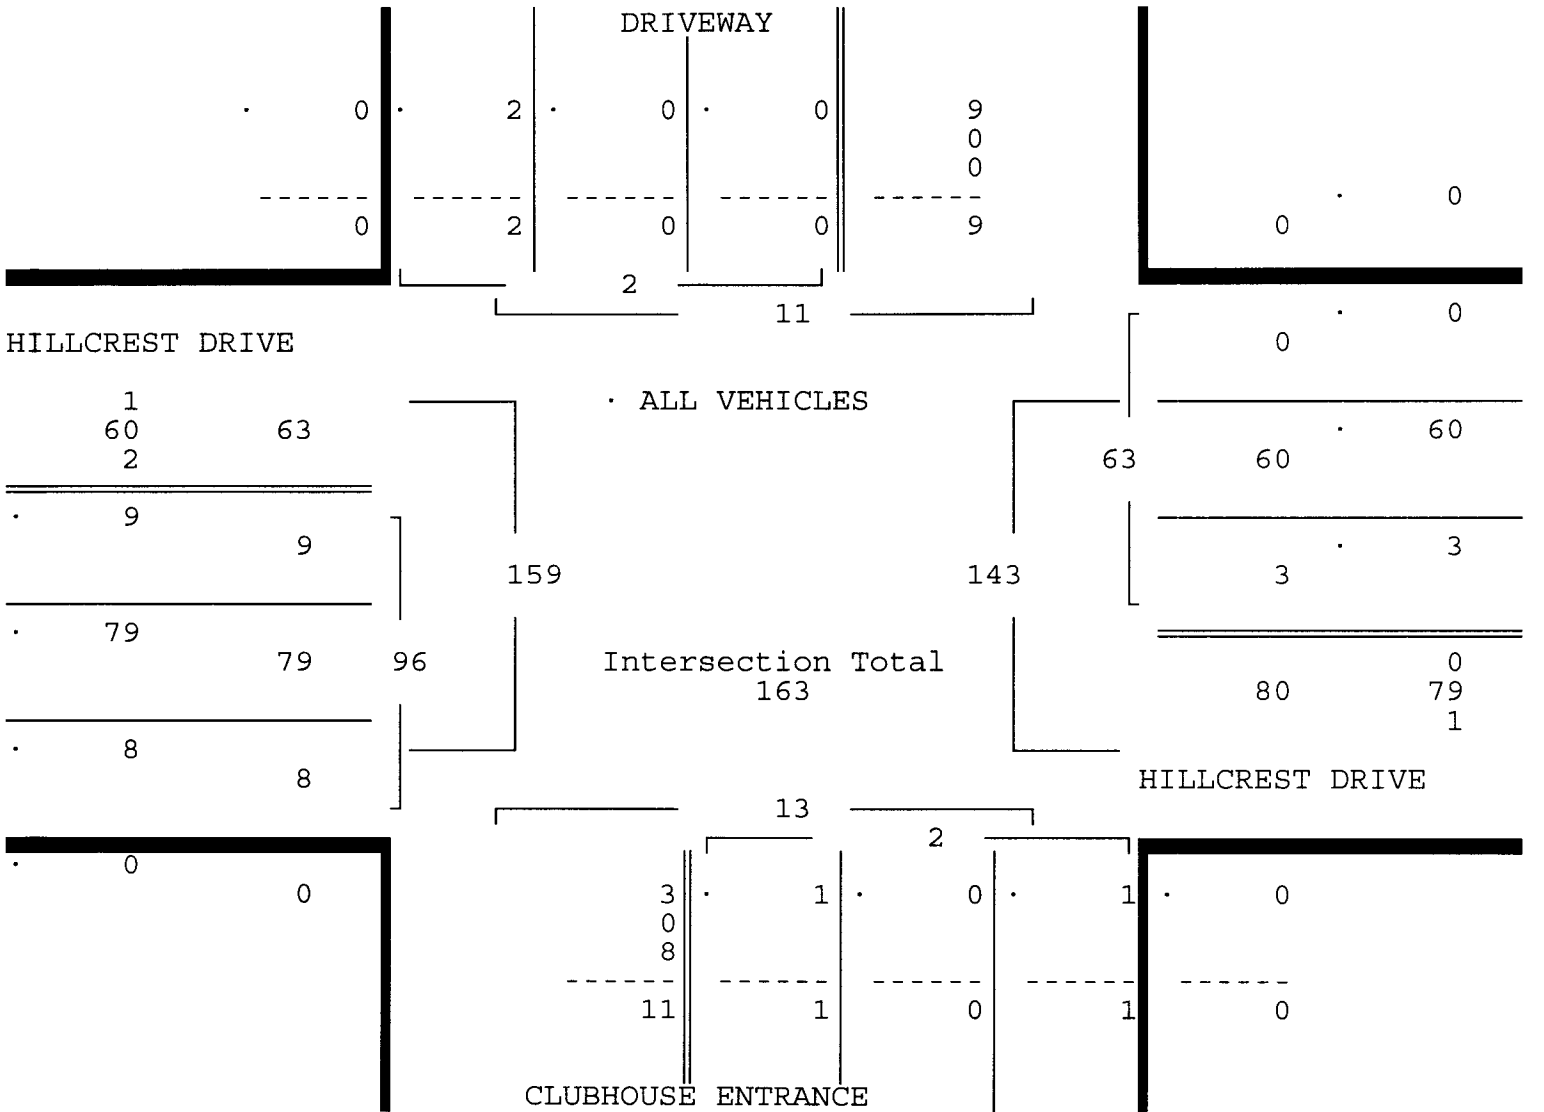 DRIVEWAY
· 0 · 2 · 0 · 0 9
0
0
· 0
------ ------ ------ ------ ------
0 2 0 0 9 0
2
11 · 0
HILLCREST DRIVE 0
1 · ALL VEHICLES
60 63 · 60
2 63 60
· 9
9 · 3
159 143 3
· 79
79 96 Intersection Total 0
163 80 79
1
· 8
8 HILLCREST DRIVE
13
2
· 0
0 3 · 1 · 0 · 1 · 0
0
8
------ ------ ------ ------ ------
11 1 0 1 0
CLUBHOUSE ENTRANCE